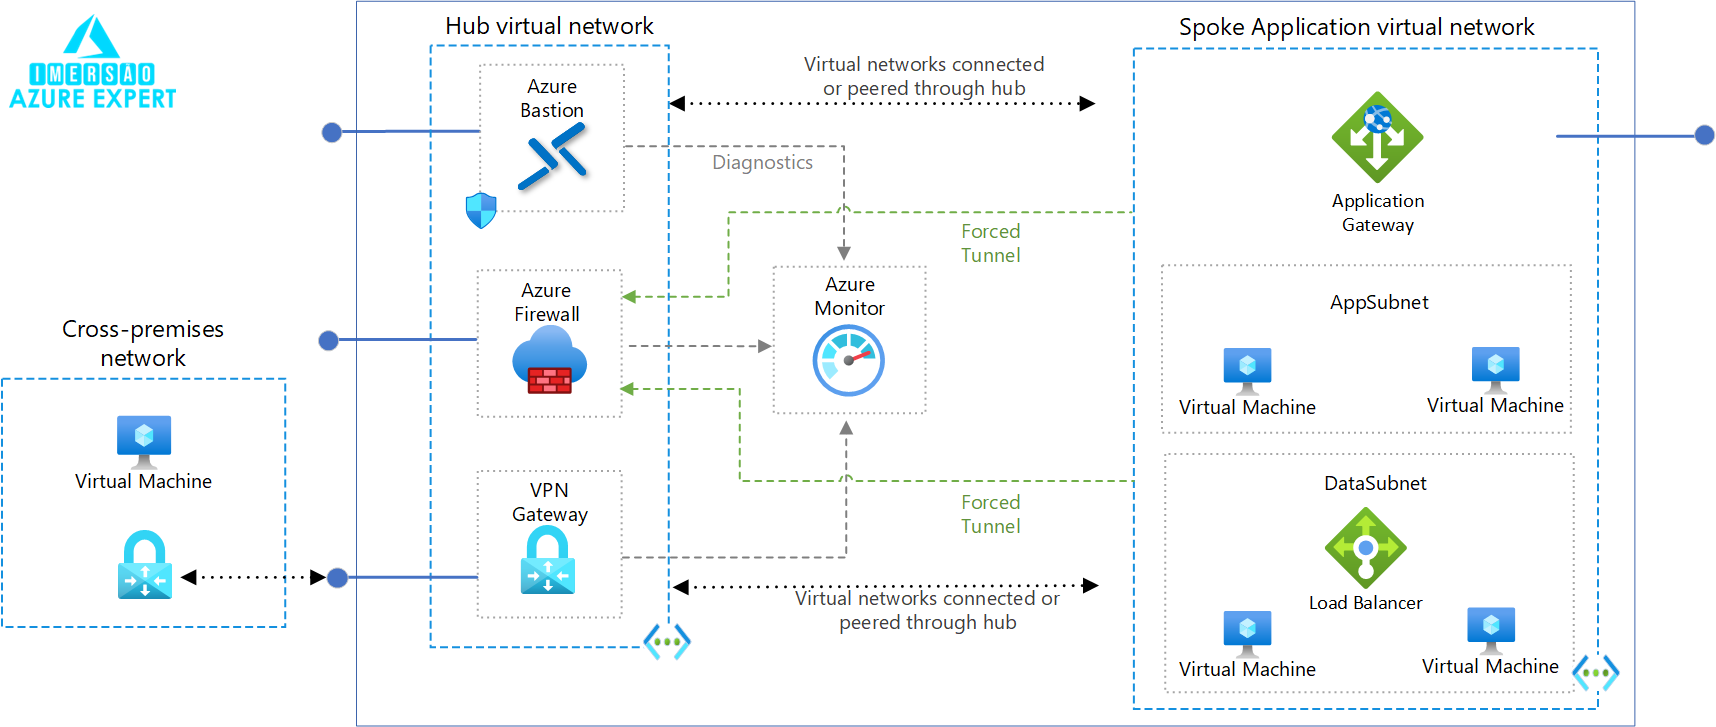 IMERSÃO
AZURE EXPERT
Hub virtual network
Spoke Application virtual network
Azure
Bastion
Virtual networks connected
or peered through hub
Diagnostics
Application
Gateway
Forced
Tunnel
Azure
Firewall
Azure
Monitor
AppSubnet
Cross-premises
network
Virtual Machine
Virtual Machine
Virtual Machine
VPN
Gateway
DataSubnet
Forced
Tunnel
Load Balancer
Virtual networks connected or
peered through hub
Virtual Machine
Virtual Machine